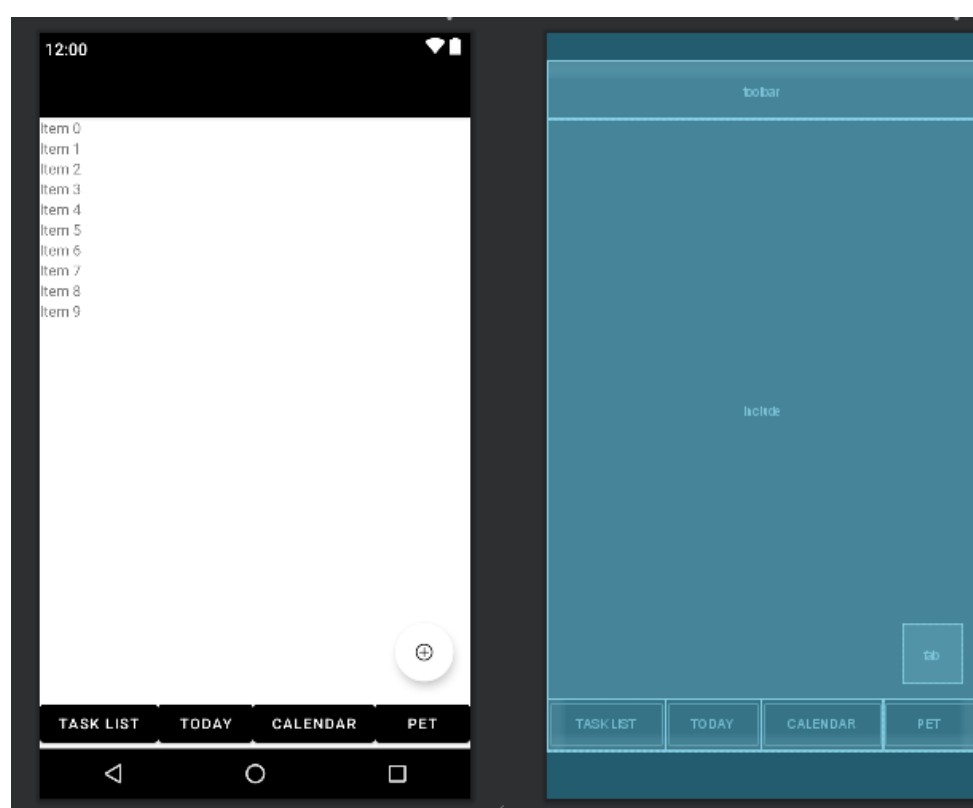 12:00
Item 0
Item 1
Item 2
Item 3
Item 4
Item 5
Item 6
Item 7
Item 8
Item 9
TASK LIST TODAY CALENDAR PET
toolbar
include
fab
TASK LIST TODAY CALENDAR PET